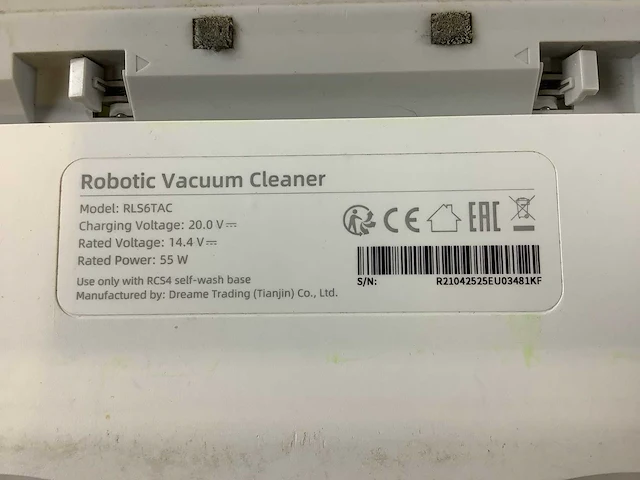 Robotic Vacuum Cleaner
Model: RLS6TAC
Charging Voltage: 20.0 V
Rated Voltage: 14.4 V
Rated Power: 55 W
Use only with RCS4 self-wash base
Manufactured by: Dreame Trading (Tianjin) Co., Ltd.
CE EAC
S/N: R21042525EU03481KF